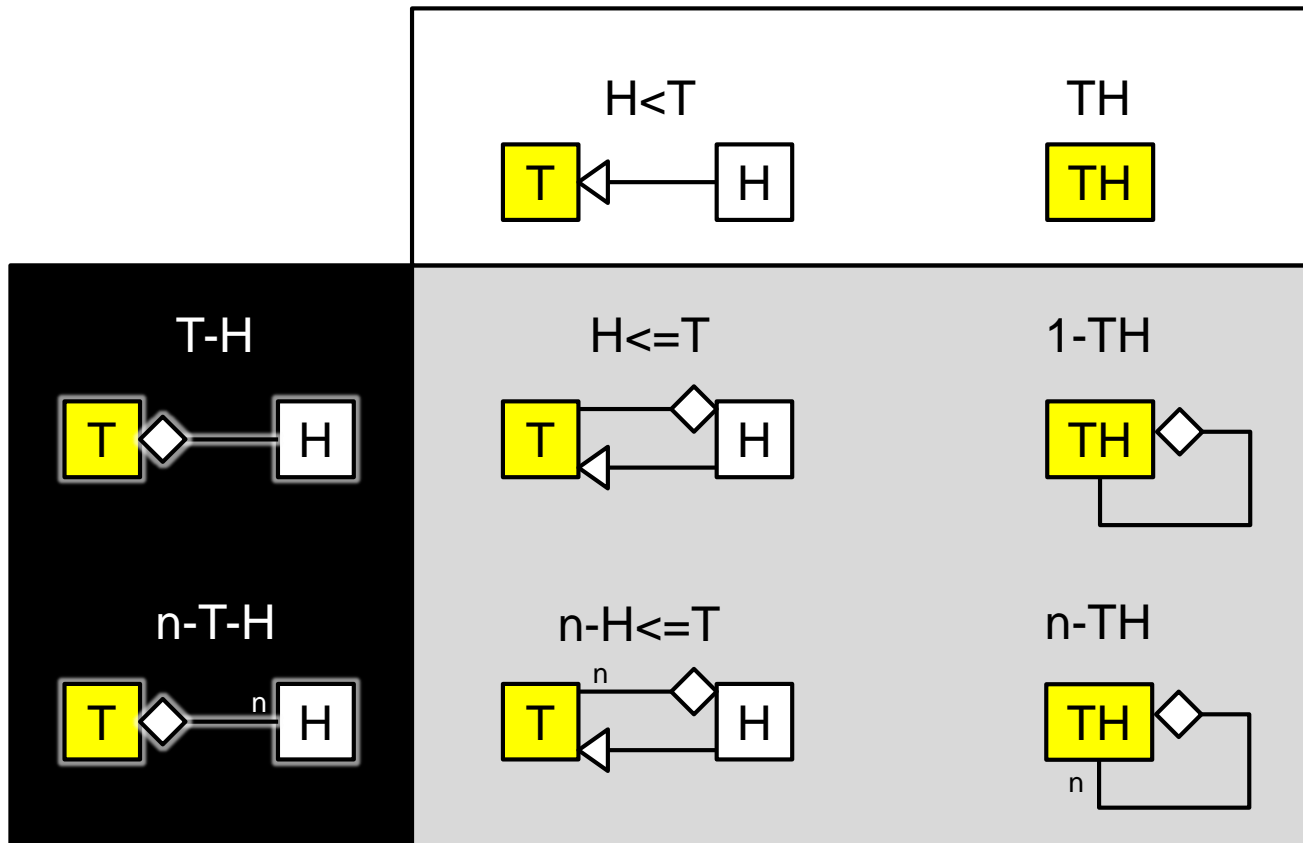 H<T TH
T H TH
T-H H<=T 1-TH
T H T H TH
n-T-H n-H<=T n-TH
n n
T H T H TH
n